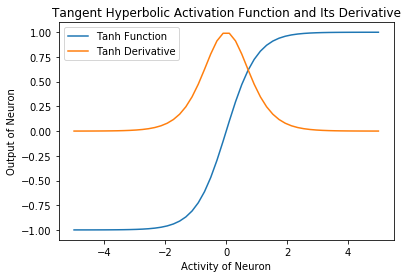 Tangent Hyperbolic Activation Function and Its Derivative
Tanh Function
Tanh Derivative
Output of Neuron
1.00
0.75
0.50
0.25
0.00
−0.25
−0.50
−0.75
−1.00
−4
−2
0
2
4
Activity of Neuron